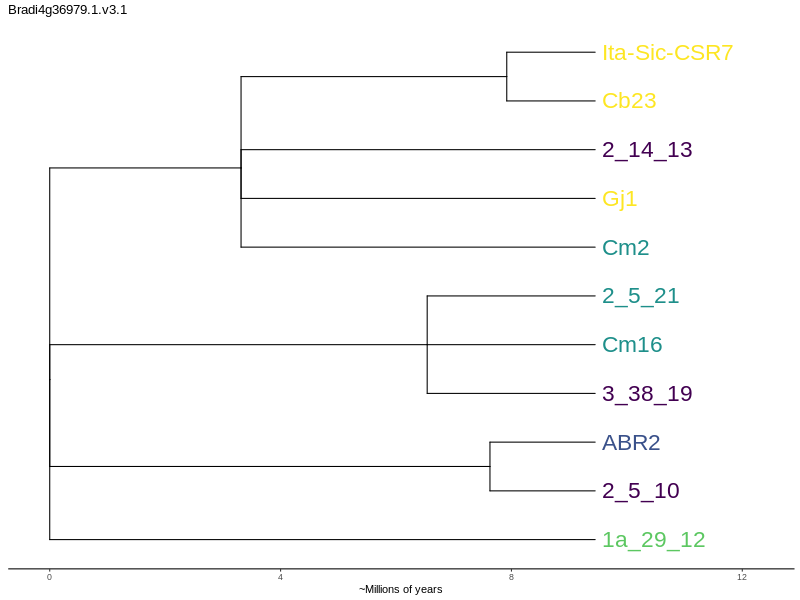 Bradi4g36979.1.v3.1
Ita-Sic-CSR7
Cb23
2_14_13
Gj1
Cm2
2_5_21
Cm16
3_38_19
ABR2
2_5_10
1a_29_12
0 4 8 12
~Millions of years